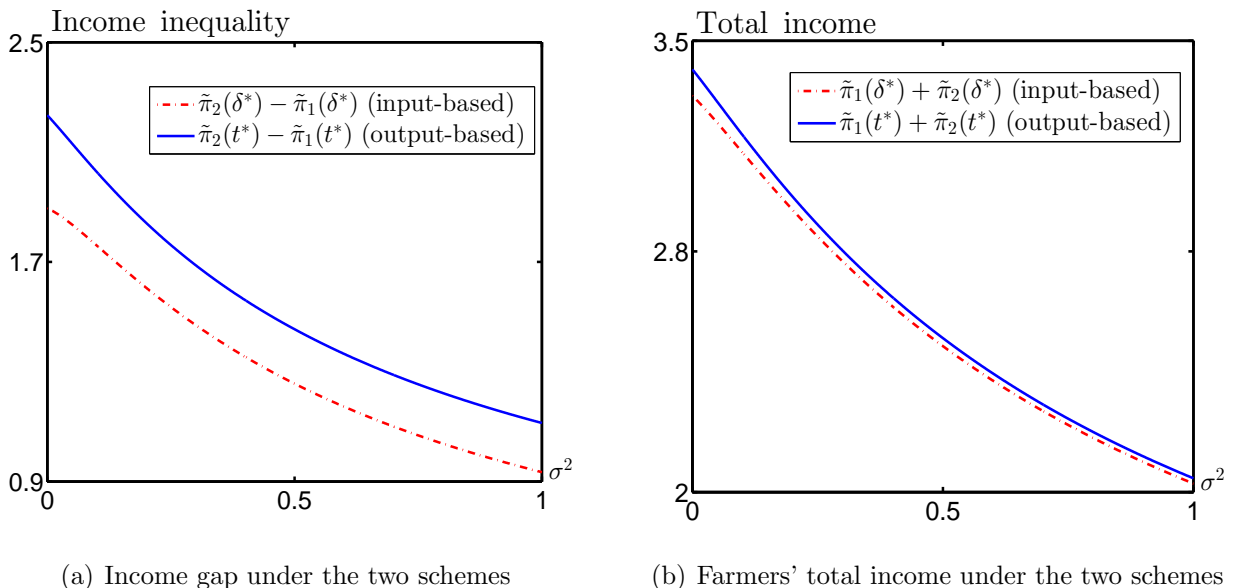 Income inequality
2.5
π̃₂(δ*) − π̃₁(δ*) (input-based)
π̃₂(t*) − π̃₁(t*) (output-based)
1.7
0.9
0
0.5
1
σ²
(a) Income gap under the two schemes
Total income
3.5
π̃₁(δ*) + π̃₂(δ*) (input-based)
π̃₁(t*) + π̃₂(t*) (output-based)
2.8
2
0
0.5
1
σ²
(b) Farmers' total income under the two schemes